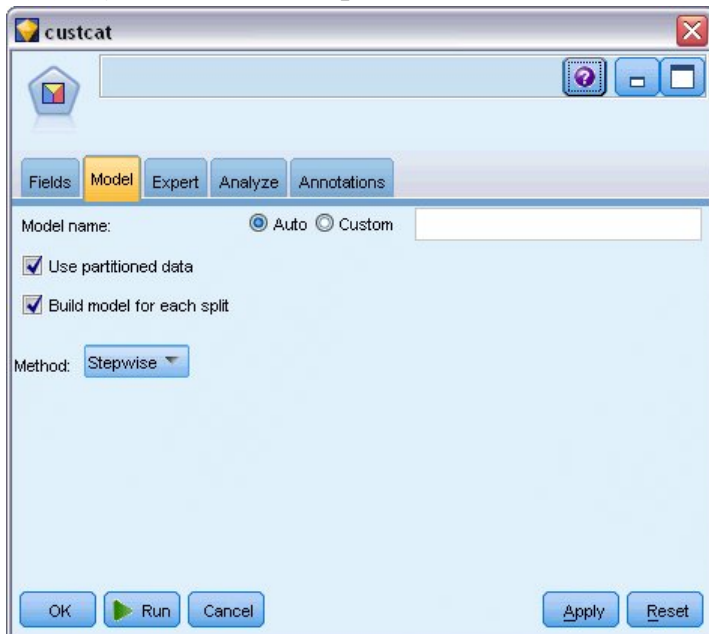 custcat
Fields Model Expert Analyze Annotations
Model name: Auto Custom
Use partitioned data
Build model for each split
Method: Stepwise
OK Run Cancel Apply Reset